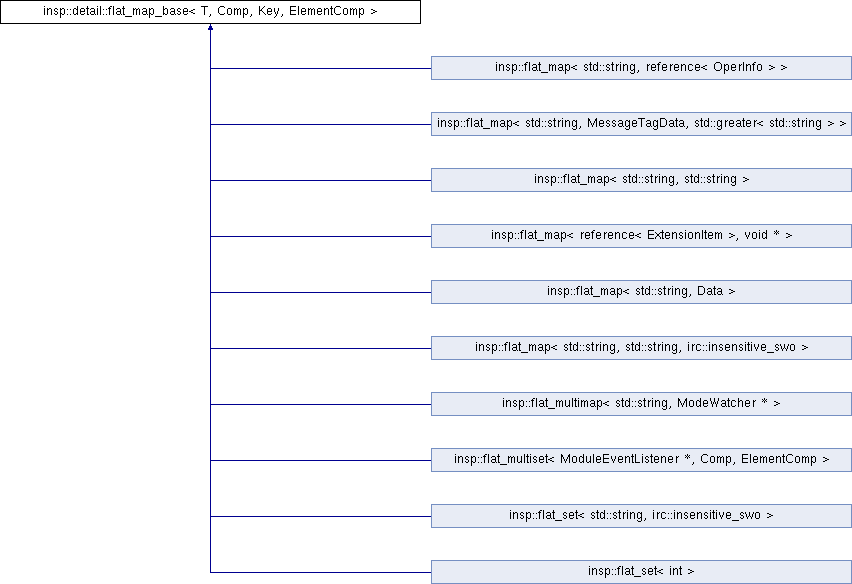 insp::detail::flat_map_base< T, Comp, Key, ElementComp >
insp::flat_map< std::string, reference< OperInfo > >
insp::flat_map< std::string, MessageTagData, std::greater< std::string > >
insp::flat_map< std::string, std::string >
insp::flat_map< reference< ExtensionItem >, void * >
insp::flat_map< std::string, Data >
insp::flat_map< std::string, std::string, irc::insensitive_swo >
insp::flat_multimap< std::string, ModeWatcher * >
insp::flat_multiset< ModuleEventListener *, Comp, ElementComp >
insp::flat_set< std::string, irc::insensitive_swo >
insp::flat_set< int >